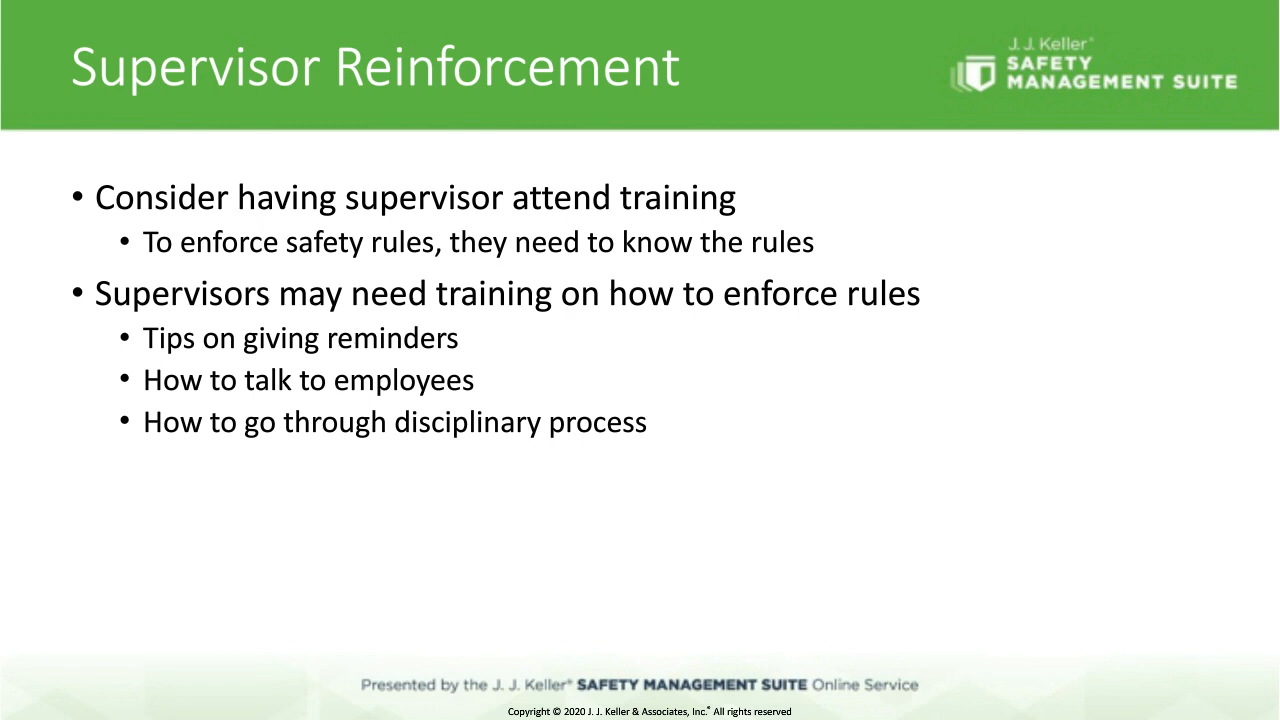 Supervisor Reinforcement
J. J. Keller®
SAFETY
MANAGEMENT SUITE
• Consider having supervisor attend training
• To enforce safety rules, they need to know the rules
• Supervisors may need training on how to enforce rules
• Tips on giving reminders
• How to talk to employees
• How to go through disciplinary process
Presented by the J. J. Keller® SAFETY MANAGEMENT SUITE Online Service
Copyright © 2020 J. J. Keller & Associates, Inc.® All rights reserved